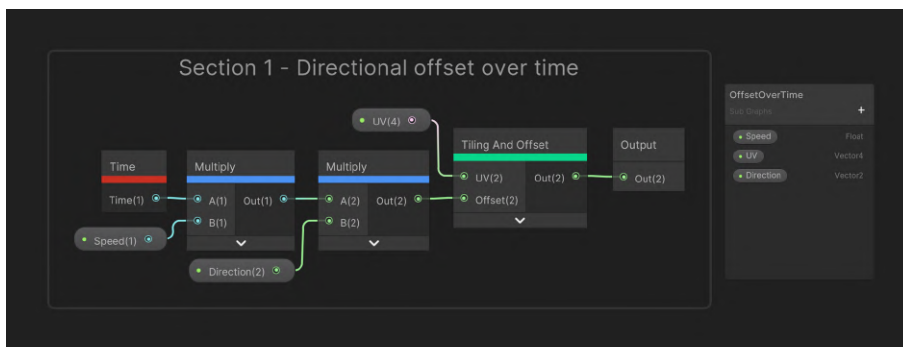 Section 1 - Directional offset over time
UV(4)
Time
Time(1)
Speed(1)
Multiply
A(1) Out(1)
B(1)
Direction(2)
Multiply
A(2) Out(2)
B(2)
Tiling And Offset
UV(2) Out(2)
Offset(2)
Output
Out(2)
OffsetOverTime
Sub Graphs +
Speed Float
UV Vector4
Direction Vector2